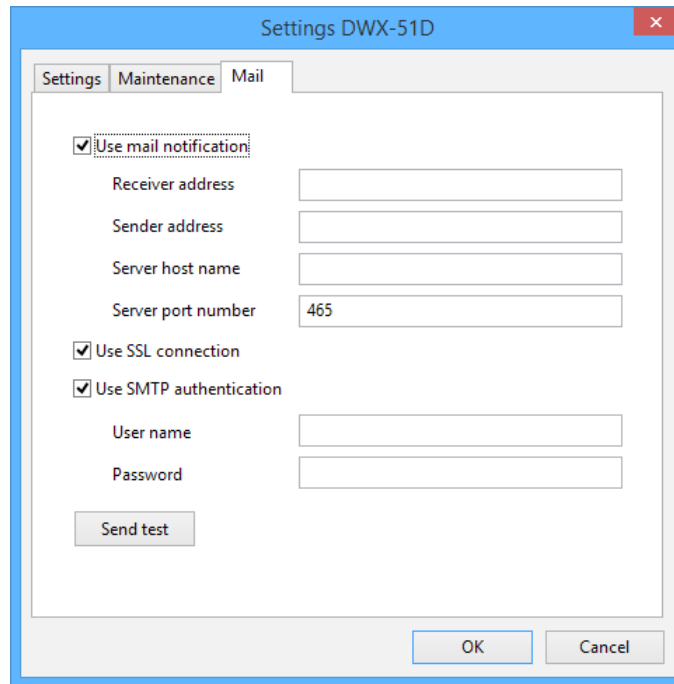 Settings DWX-51D
Settings Maintenance Mail
Use mail notification
Receiver address
Sender address
Server host name
Server port number 465
Use SSL connection
Use SMTP authentication
User name
Password
Send test
OK Cancel